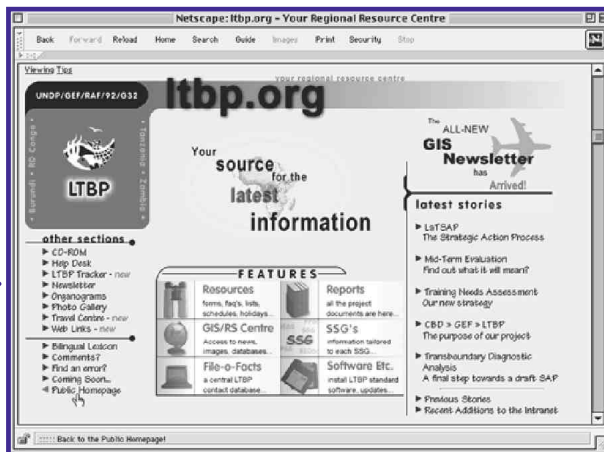 Netscape: ltbp.org - Your Regional Resource Centre
Back Forward Reload Home Search Guide Images Print Security Stop
Viewing Tips
your regional resource centre
UNDP/GEF/RAF/92/G32
ltbp.org
Burundi • RD Congo •
Tanzania • Zambia
LTBP
Your
source
for the
latest
information
The
ALL-NEW
GIS
Newsletter
has
Arrived!
other sections
CD-ROM
Help Desk
LTBP Tracker - new
Newsletter
Organograms
Photo Gallery
Travel Centre - new
Web Links - new
Bilingual Lexicon
Comments?
Find an error?
Coming Soon...
Public Homepage
FEATURES
Resources
forms, faq's, lists,
schedules, holidays...
Reports
all the project
documents are here...
GIS/RS Centre
Access to news,
images, databases...
SSG
SSG's
information tailored
to each SSG...
File-o-Facts
a central LTBP
contact database...
Software Etc.
install LTBP standard
software, updates...
latest stories
LaTSAP
The Strategic Action Process
Mid-Term Evaluation
Find out what it will mean?
Training Needs Assessment
Our new strategy
CBD > GEF > LTBP
The purpose of our project
Transboundary Diagnostic
Analysis
A final step towards a draft SAP
Previous Stories
Recent Additions to the Intranet
Back to the Public Homepage!